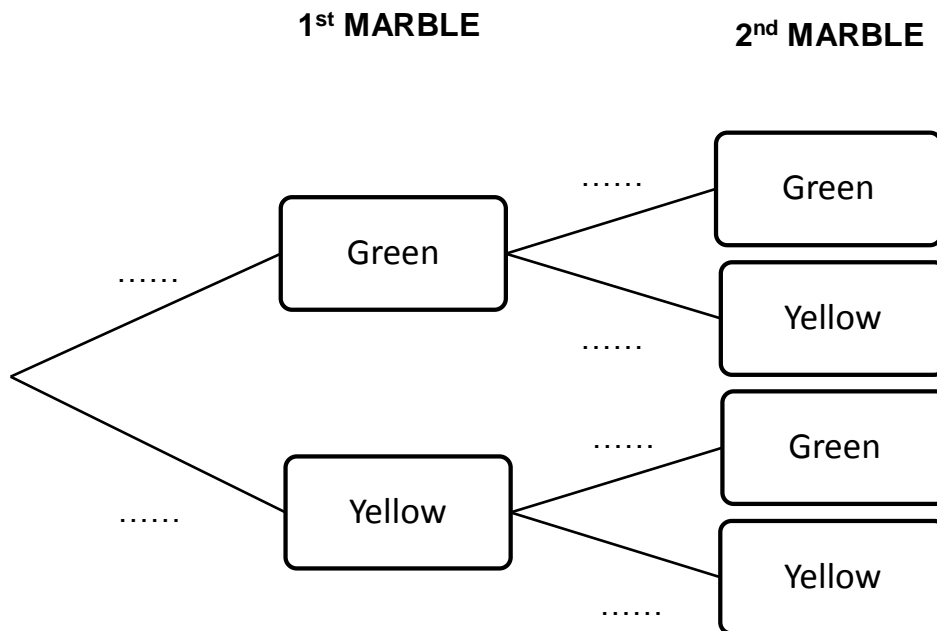 1st MARBLE
2nd MARBLE
......
Green
Green
......
Yellow
......
......
Green
Yellow
......
Yellow
......